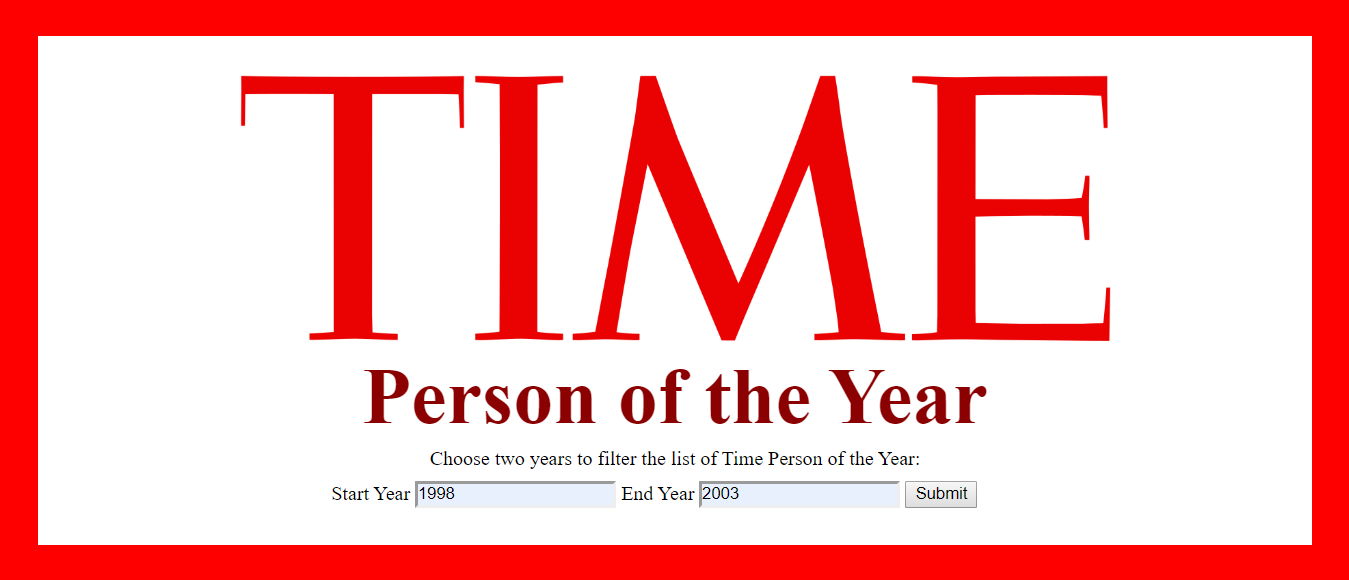 TIME
Person of the Year
Choose two years to filter the list of Time Person of the Year:
Start Year 1998 End Year 2003 Submit